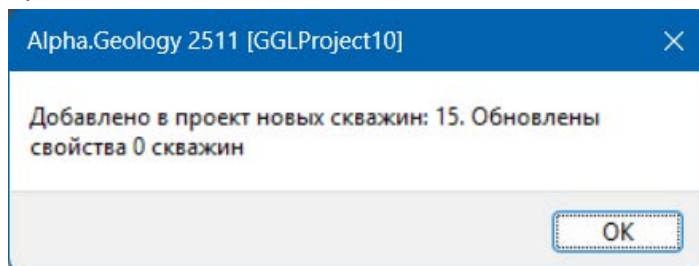 Alpha.Geology 2511 [GGLProject10]
Добавлено в проект новых скважин: 15. Обновлены
свойства 0 скважин
OK